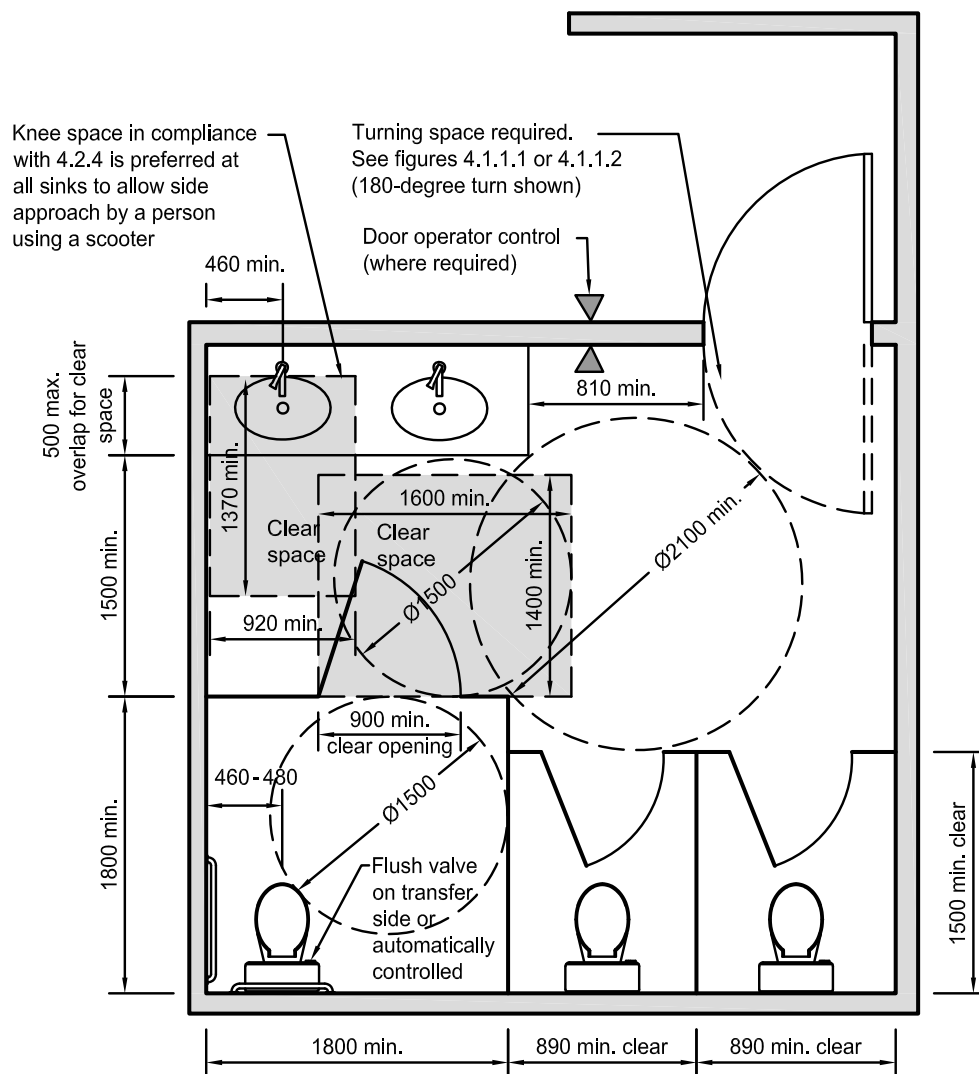 Knee space in compliance
with 4.2.4 is preferred at
all sinks to allow side
approach by a person
using a scooter
Turning space required.
See figures 4.1.1.1 or 4.1.1.2
(180-degree turn shown)
Door operator control
(where required)
460 min.
500 max.
overlap for clear
space
810 min.
1370 min.
1600 min.
Clear
space
Clear
space
Ø1500
1400 min.
Ø2100 min.
1500 min.
920 min.
900 min.
clear opening
460-480
Ø1500
1800 min.
Flush valve
on transfer
side or
automatically
controlled
1500 min. clear
1800 min.
890 min. clear
890 min. clear